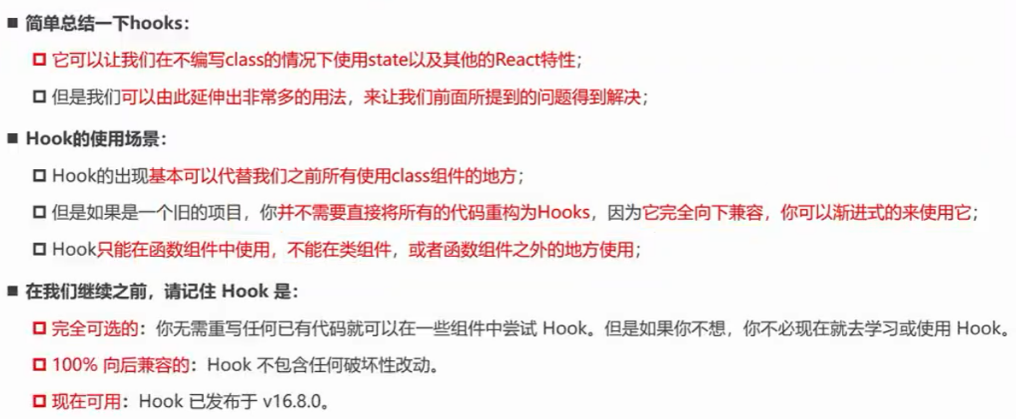 ■ 简单总结一下hooks：
□ 它可以让我们在不编写class的情况下使用state以及其他的React特性；
□ 但是我们可以由此延伸出非常多的用法，来让我们前面所提到的问题得到解决；
■ Hook的使用场景：
□ Hook的出现基本可以代替我们之前所有使用class组件的地方；
□ 但是如果是一个旧的项目，你并不需要直接将所有的代码重构为Hooks，因为它完全向下兼容，你可以渐进式的来使用它；
□ Hook只能在函数组件中使用，不能在类组件，或者函数组件之外的地方使用；
■ 在我们继续之前，请记住 Hook 是：
□ 完全可选的：你无需重写任何已有代码就可以在一些组件中尝试 Hook。但是如果你不想，你不必现在就去学习或使用 Hook。
□ 100% 向后兼容的：Hook 不包含任何破坏性改动。
□ 现在可用：Hook 已发布于 v16.8.0。